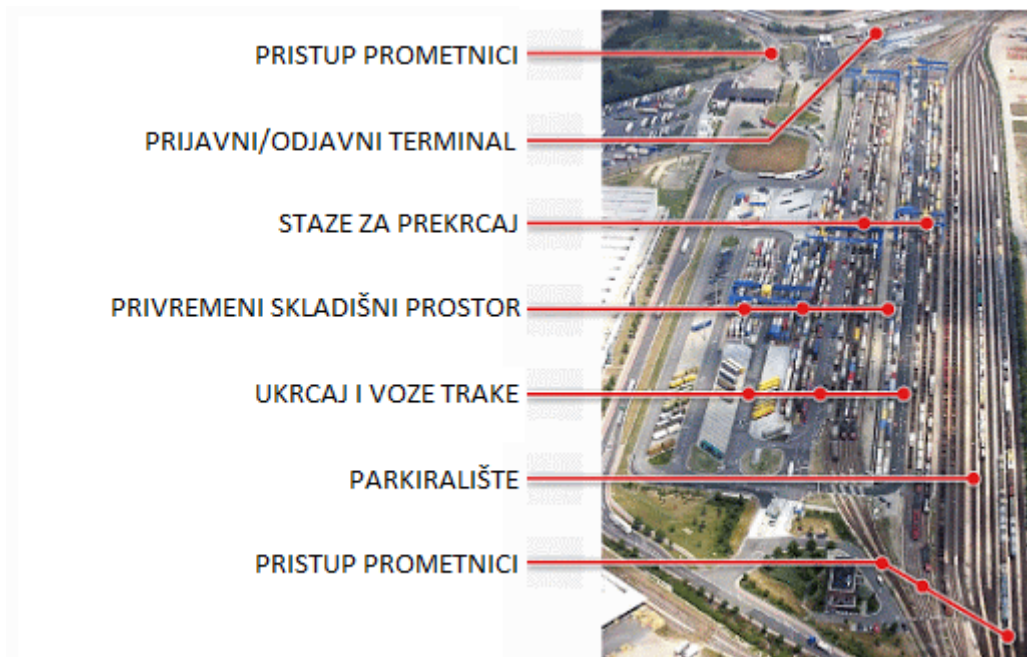 PRISTUP PROMETNICI
PRIJAVNI/ODJAVNI TERMINAL
STAZE ZA PREKRCAJ
PRIVREMENI SKLADIŠNI PROSTOR
UKRCAJ I VOZE TRAKE
PARKIRALIŠTE
PRISTUP PROMETNICI